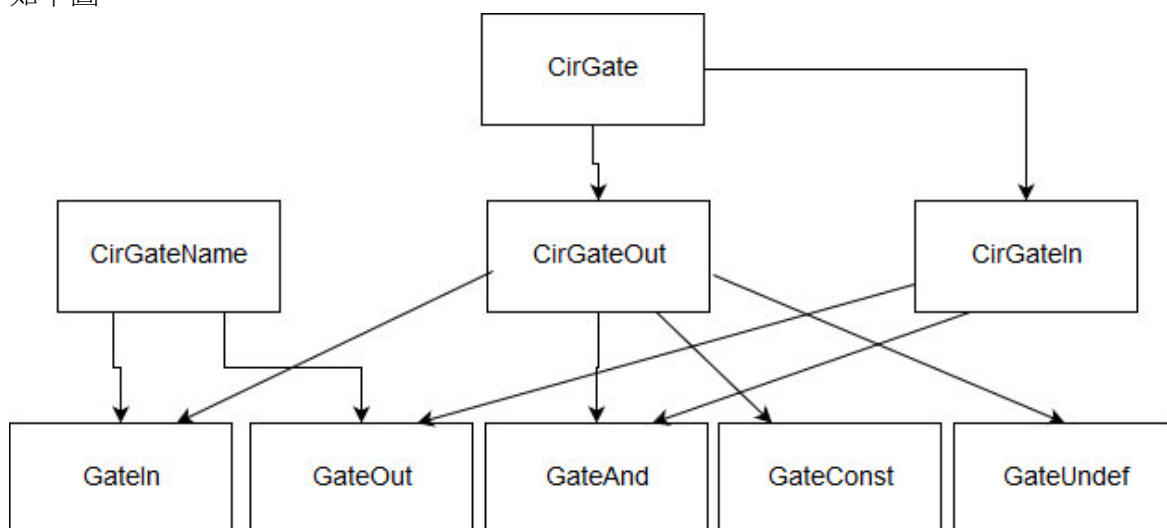 如下圖
CirGate
CirGateName
CirGateOut
CirGateIn
GateIn
GateOut
GateAnd
GateConst
GateUndef